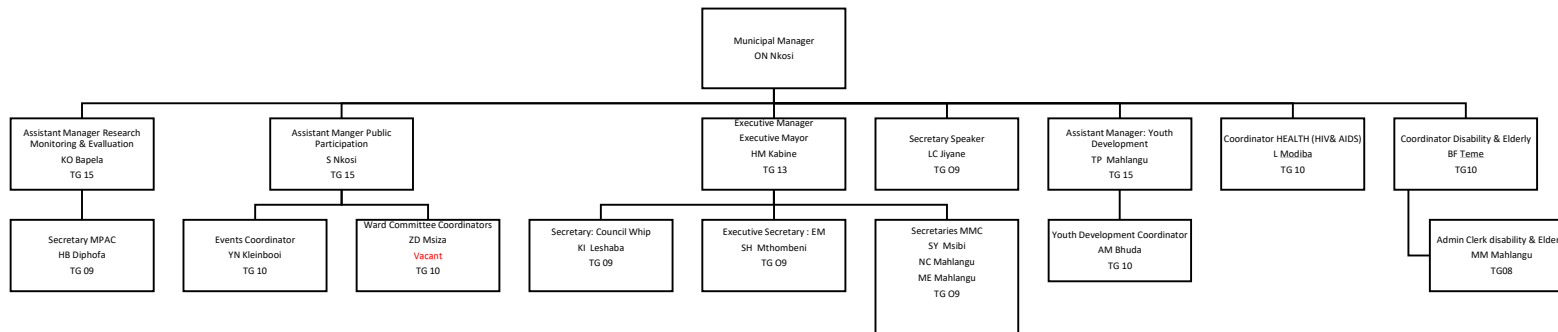 Municipal Manager
ON Nkosi
Assistant Manager Research
Monitoring & Evaluation
KO Bapela
TG 15
Assistant Manger Public
Participation
S Nkosi
TG 15
Executive Manager
Executive Mayor
HM Kabine
TG 13
Secretary Speaker
LC Jiyane
TG O9
Assistant Manager: Youth
Development
TP Mahlangu
TG 15
Coordinator HEALTH (HIV& AIDS)
L Modiba
TG 10
Coordinator Disability & Elderly
BF Teme
TG10
Secretary MPAC
HB Diphofa
TG 09
Events Coordinator
YN Kleinbooi
TG 10
Ward Committee Coordinators
ZD Msiza
Vacant
TG 10
Secretary: Council Whip
KI Leshaba
TG 09
Executive Secretary : EM
SH Mthombeni
TG O9
Secretaries MMC
SY Msibi
NC Mahlangu
ME Mahlangu
TG O9
Youth Development Coordinator
AM Bhuda
TG 10
Admin Clerk disability & Elder
MM Mahlangu
TG08